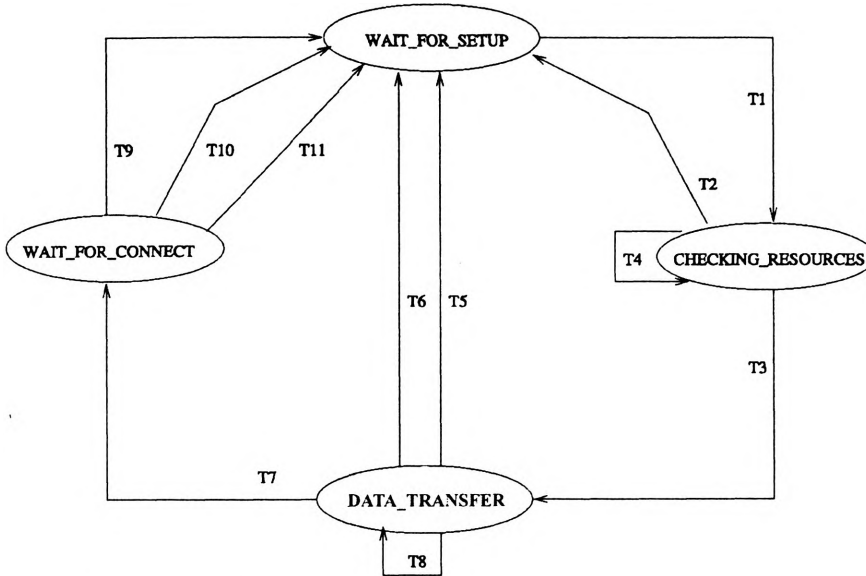 WAIT_FOR_SETUP
T1
T9
T10
T11
T2
WAIT_FOR_CONNECT
T4
CHECKING_RESOURCES
T6
T5
T3
T7
DATA_TRANSFER
T8